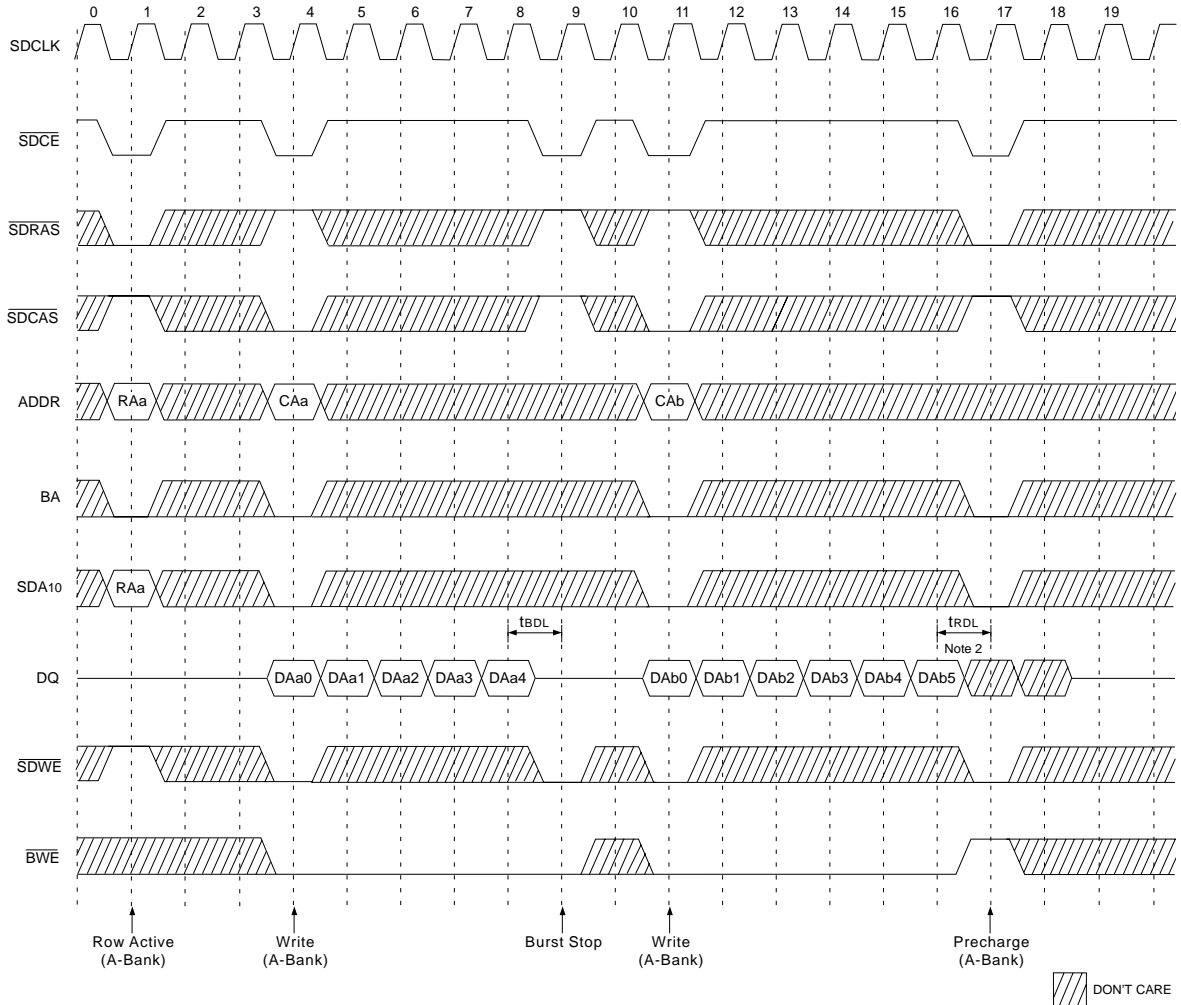 0 1 2 3 4 5 6 7 8 9 10 11 12 13 14 15 16 17 18 19
SDCLK
SDCE
SDRAS
SDCAS
ADDR RAa CAa CAb
BA
SDA10 RAa
tBDL tRDL
Note 2
DQ DAa0 DAa1 DAa2 DAa3 DAa4 DAb0 DAb1 DAb2 DAb3 DAb4 DAb5
SDWE
BWE
Row Active Write Burst Stop Write Precharge
(A-Bank) (A-Bank) (A-Bank) (A-Bank)
DON'T CARE